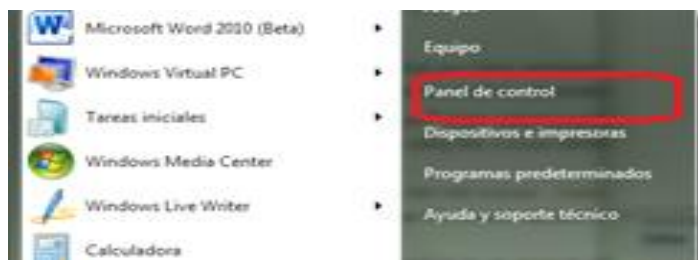 Microsoft Word 2010 (Beta)
Windows Virtual PC
Tareas iniciales
Windows Media Center
Windows Live Writer
Calculadora
Equipo
Panel de control
Dispositivos e impresoras
Programas predeterminados
Ayuda y soporte técnico